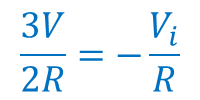 3V/2R = −V_i/R